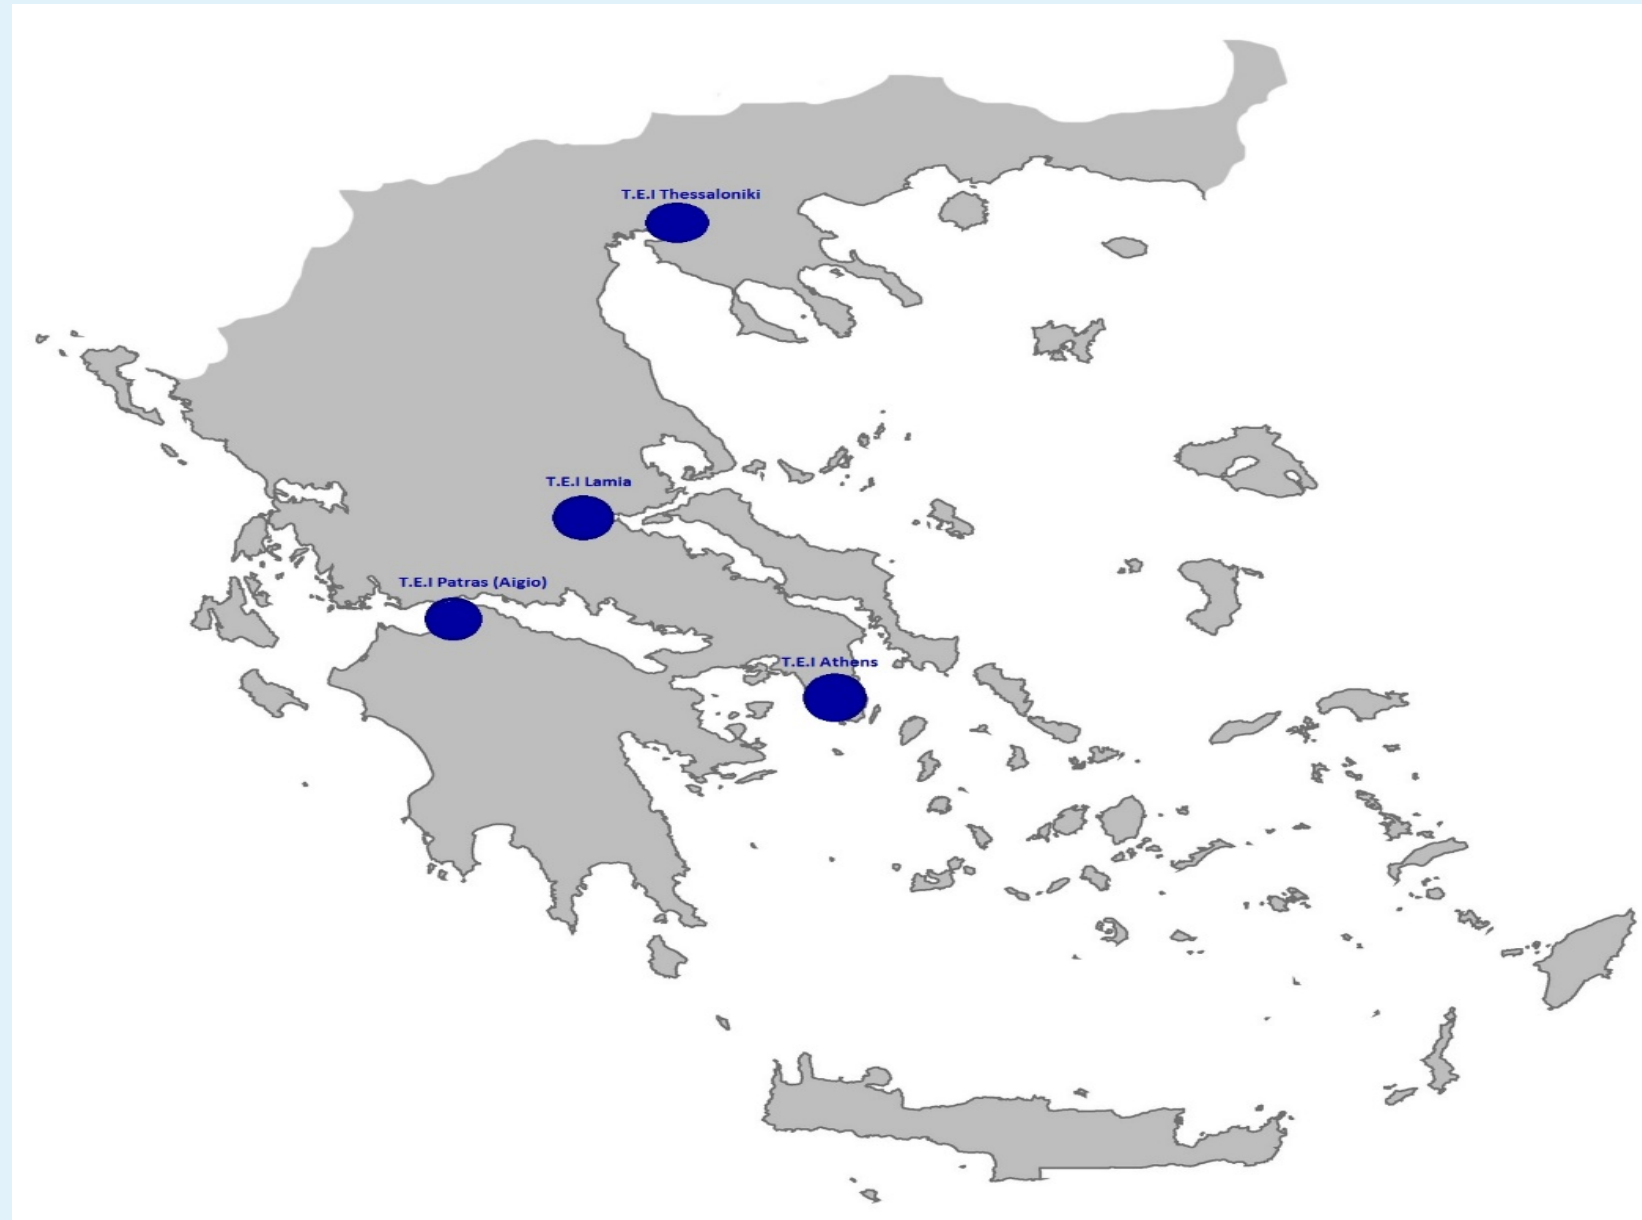 T.E.I Thessaloniki
T.E.I Lamia
T.E.I Patras (Aigio)
T.E.I Athens